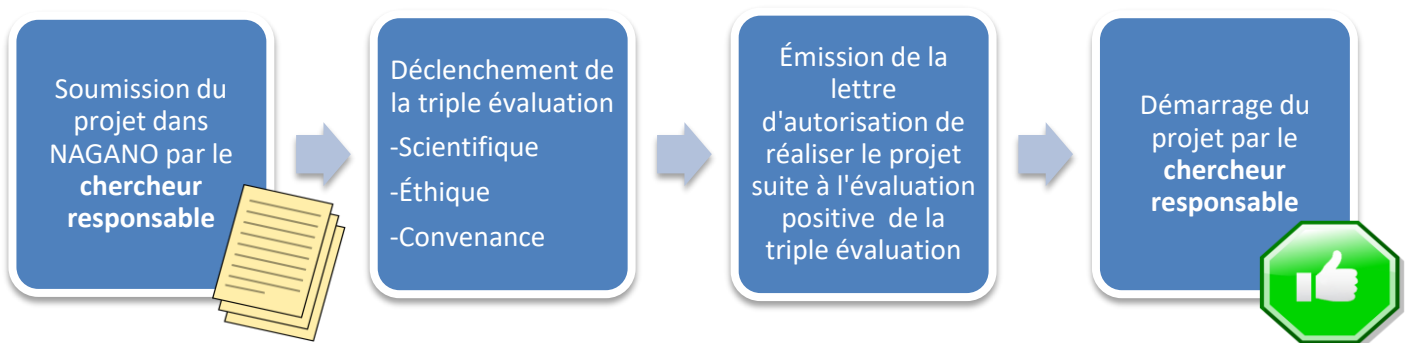 Soumission du
projet dans
NAGANO par le
chercheur
responsable
Déclenchement de
la triple évaluation
-Scientifique
-Éthique
-Convenance
Émission de la
lettre
d'autorisation de
réaliser le projet
suite à l'évaluation
positive de la
triple évaluation
Démarrage du
projet par le
chercheur
responsable